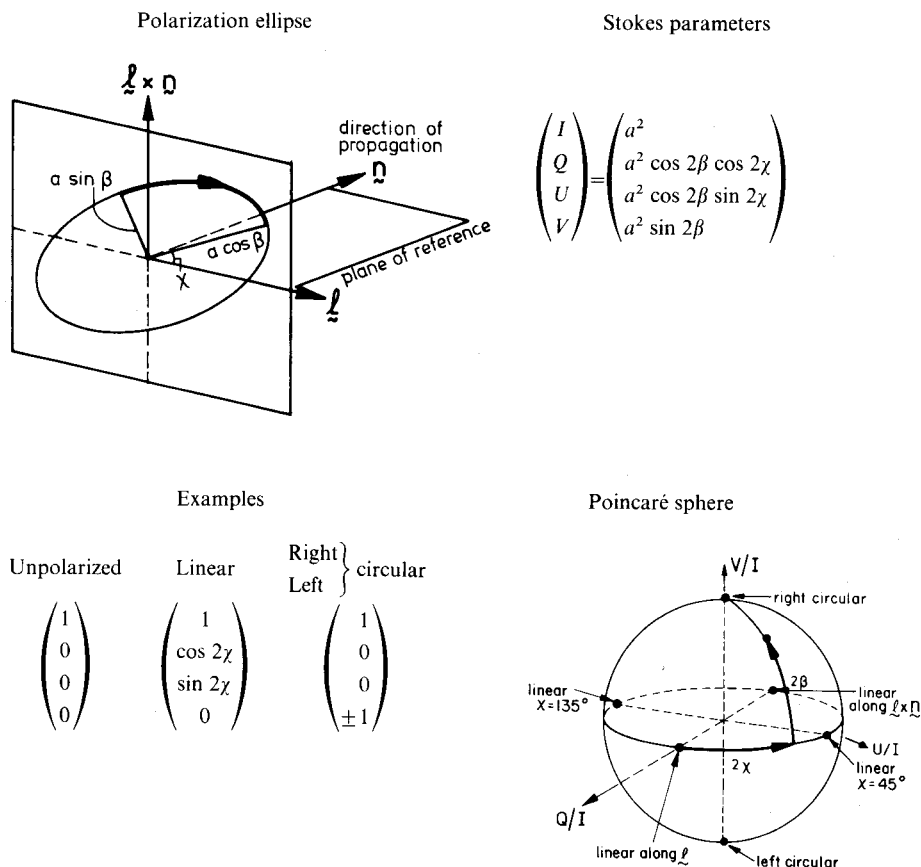 Polarization ellipse
l × n
direction of
propagation
n
a sin β
a cos β
χ
plane of reference
l
Stokes parameters
I
Q
U
V
=
a²
a² cos 2β cos 2χ
a² cos 2β sin 2χ
a² sin 2β
Examples
Unpolarized
1
0
0
0
Linear
1
cos 2χ
sin 2χ
0
Right
Left
} circular
1
0
0
±1
Poincaré sphere
V/I
right circular
2β
linear
χ=135°
linear
along l×n
U/I
linear
χ=45°
2χ
Q/I
linear along l
left circular